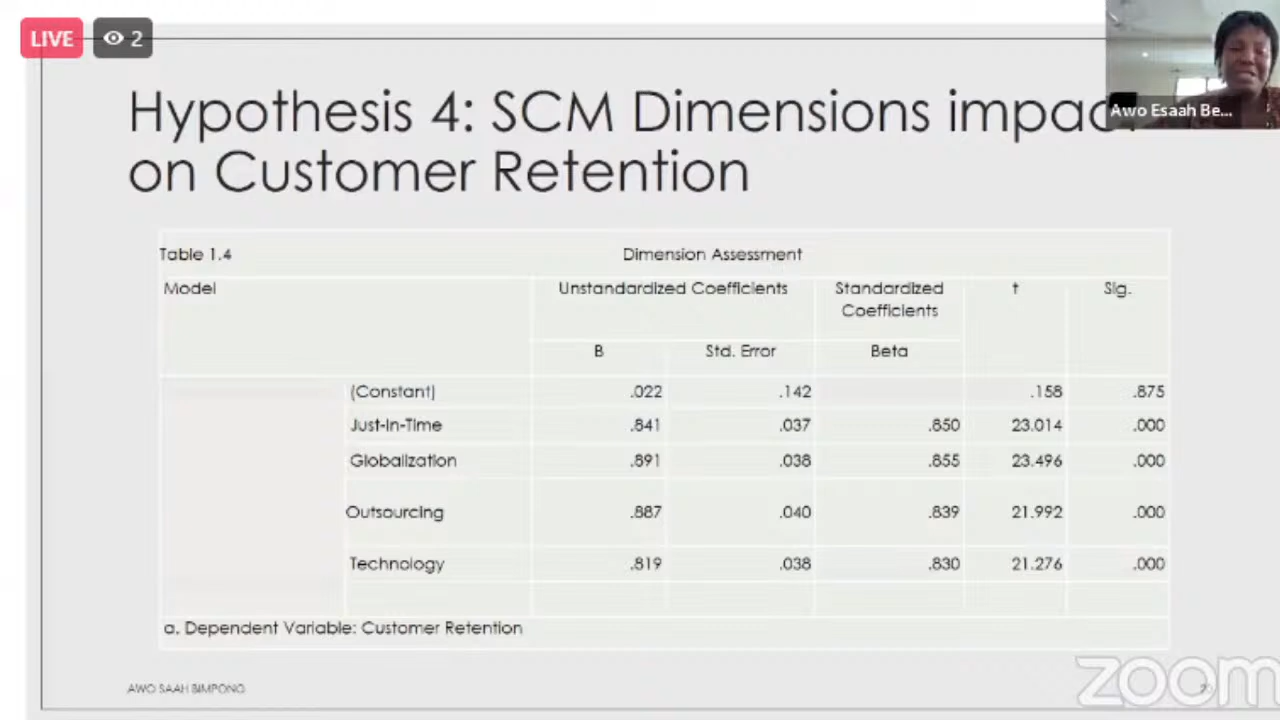 LIVE 2
Awo Esaah Be...
Hypothesis 4: SCM Dimensions impac
on Customer Retention
Table 1.4 Dimension Assessment
Model Unstandardized Coefficients Standardized Coefficients t Sig.
B Std. Error Beta
(Constant) .022 .142 .158 .875
Just-In-Time .841 .037 .850 23.014 .000
Globalization .891 .038 .855 23.496 .000
Outsourcing .887 .040 .839 21.992 .000
Technology .819 .038 .830 21.276 .000
a. Dependent Variable: Customer Retention
AWO SAAH BIMPONG
zoom